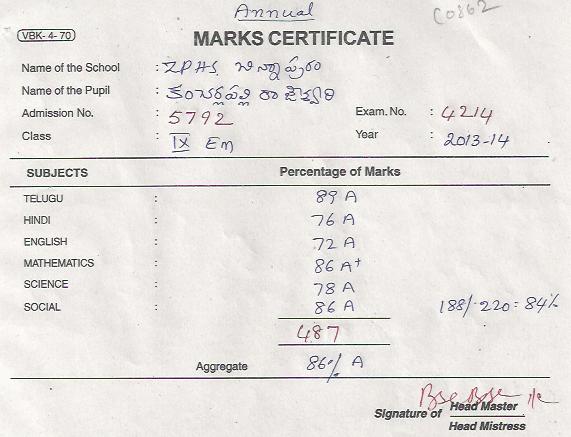 Annual
C0862
VBK-4-70
MARKS CERTIFICATE
Name of the School : ZPHS. చిన్నాపురం
Name of the Pupil :
Admission No. : 5792 Exam. No. : 4214
Class : IX EM Year : 2013-14
SUBJECTS Percentage of Marks
TELUGU : 89 A
HINDI : 76 A
ENGLISH : 72 A
MATHEMATICS : 86 A+
SCIENCE : 78 A
SOCIAL : 86 A 188/-220 = 84%
487
Aggregate 86% A
Signature of Head Master
Head Mistress